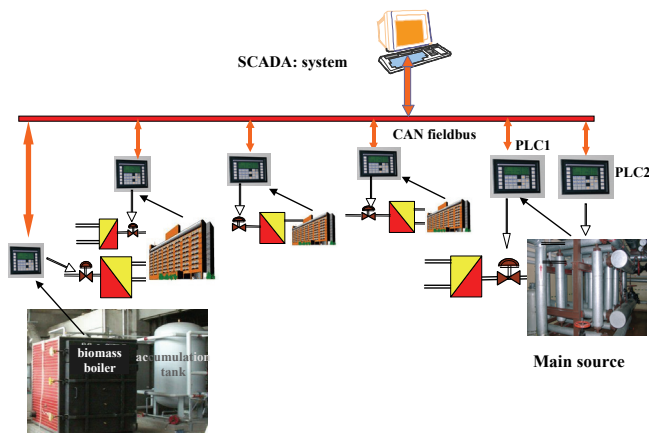 SCADA: system
CAN fieldbus
PLC1
PLC2
biomass
boiler
accumulation
tank
Main source